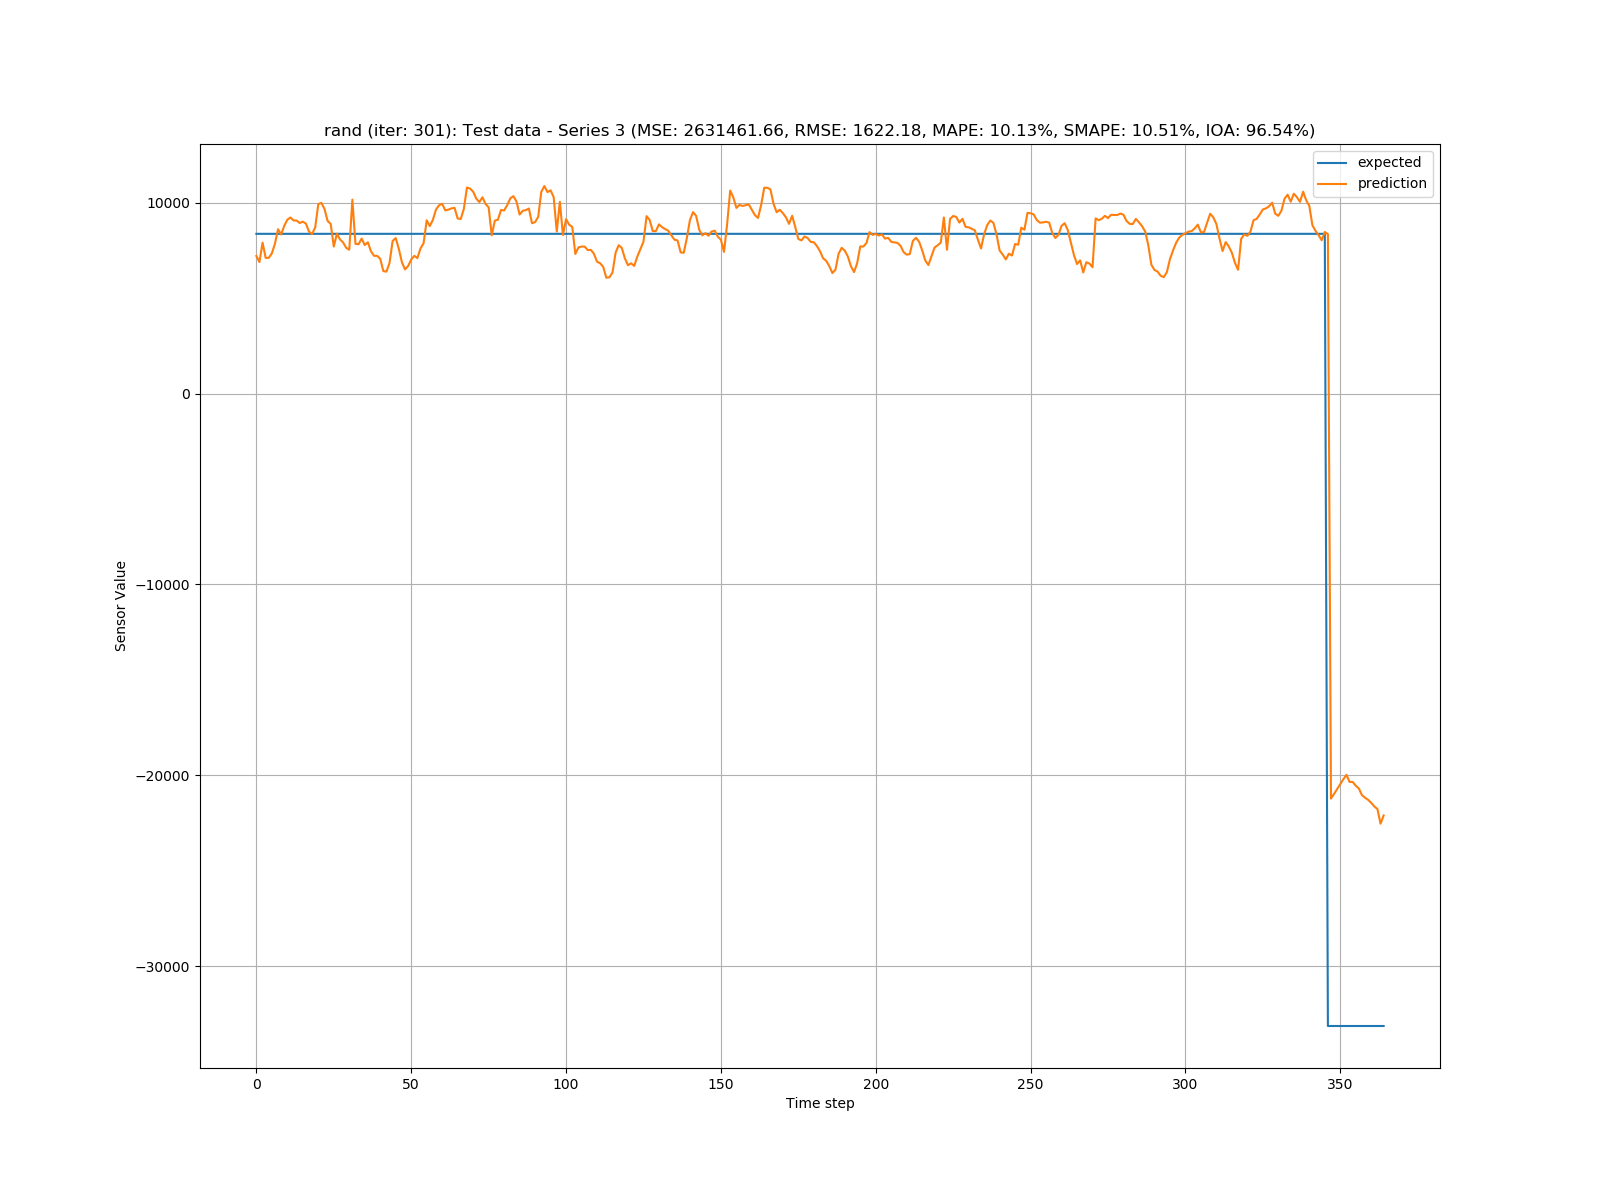 rand (iter: 301): Test data - Series 3 (MSE: 2631461.66, RMSE: 1622.18, MAPE: 10.13%, SMAPE: 10.51%, IOA: 96.54%)
expected
prediction
10000
0
−10000
−20000
−30000
Sensor Value
0 50 100 150 200 250 300 350
Time step